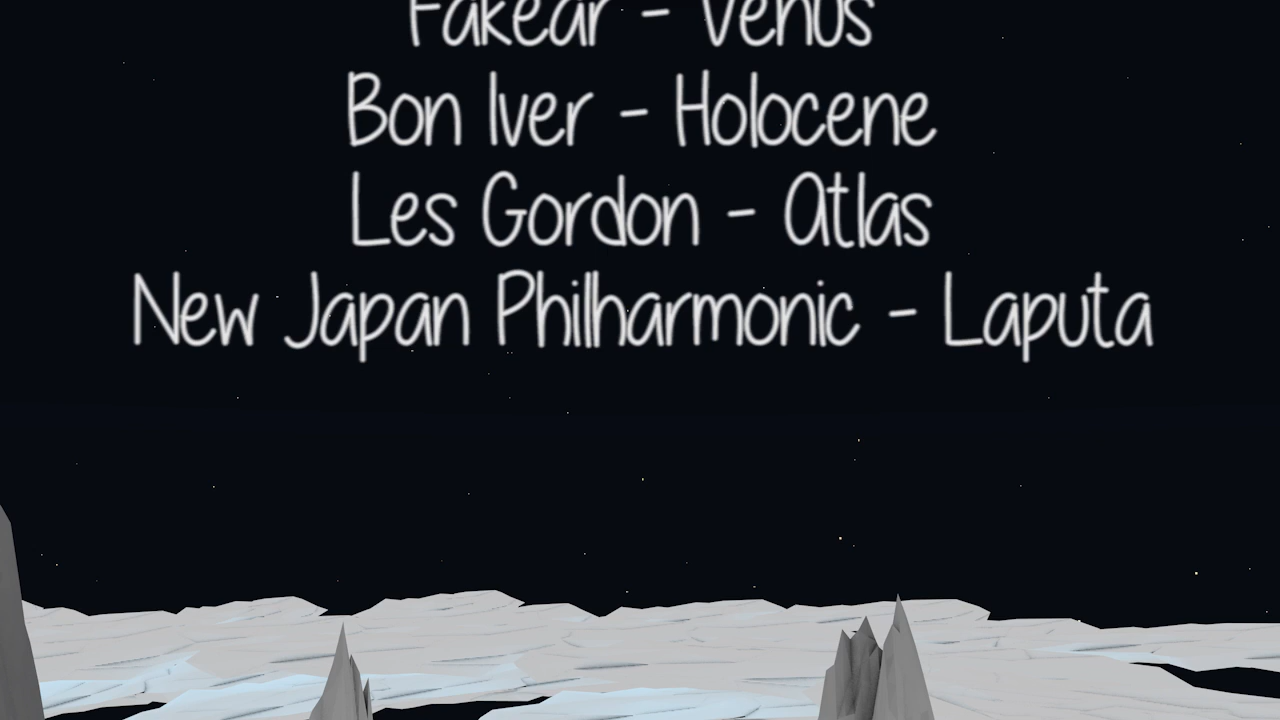 Fakear - Venus
Bon Iver - Holocene
Les Gordon - Atlas
New Japan Philharmonic - Laputa